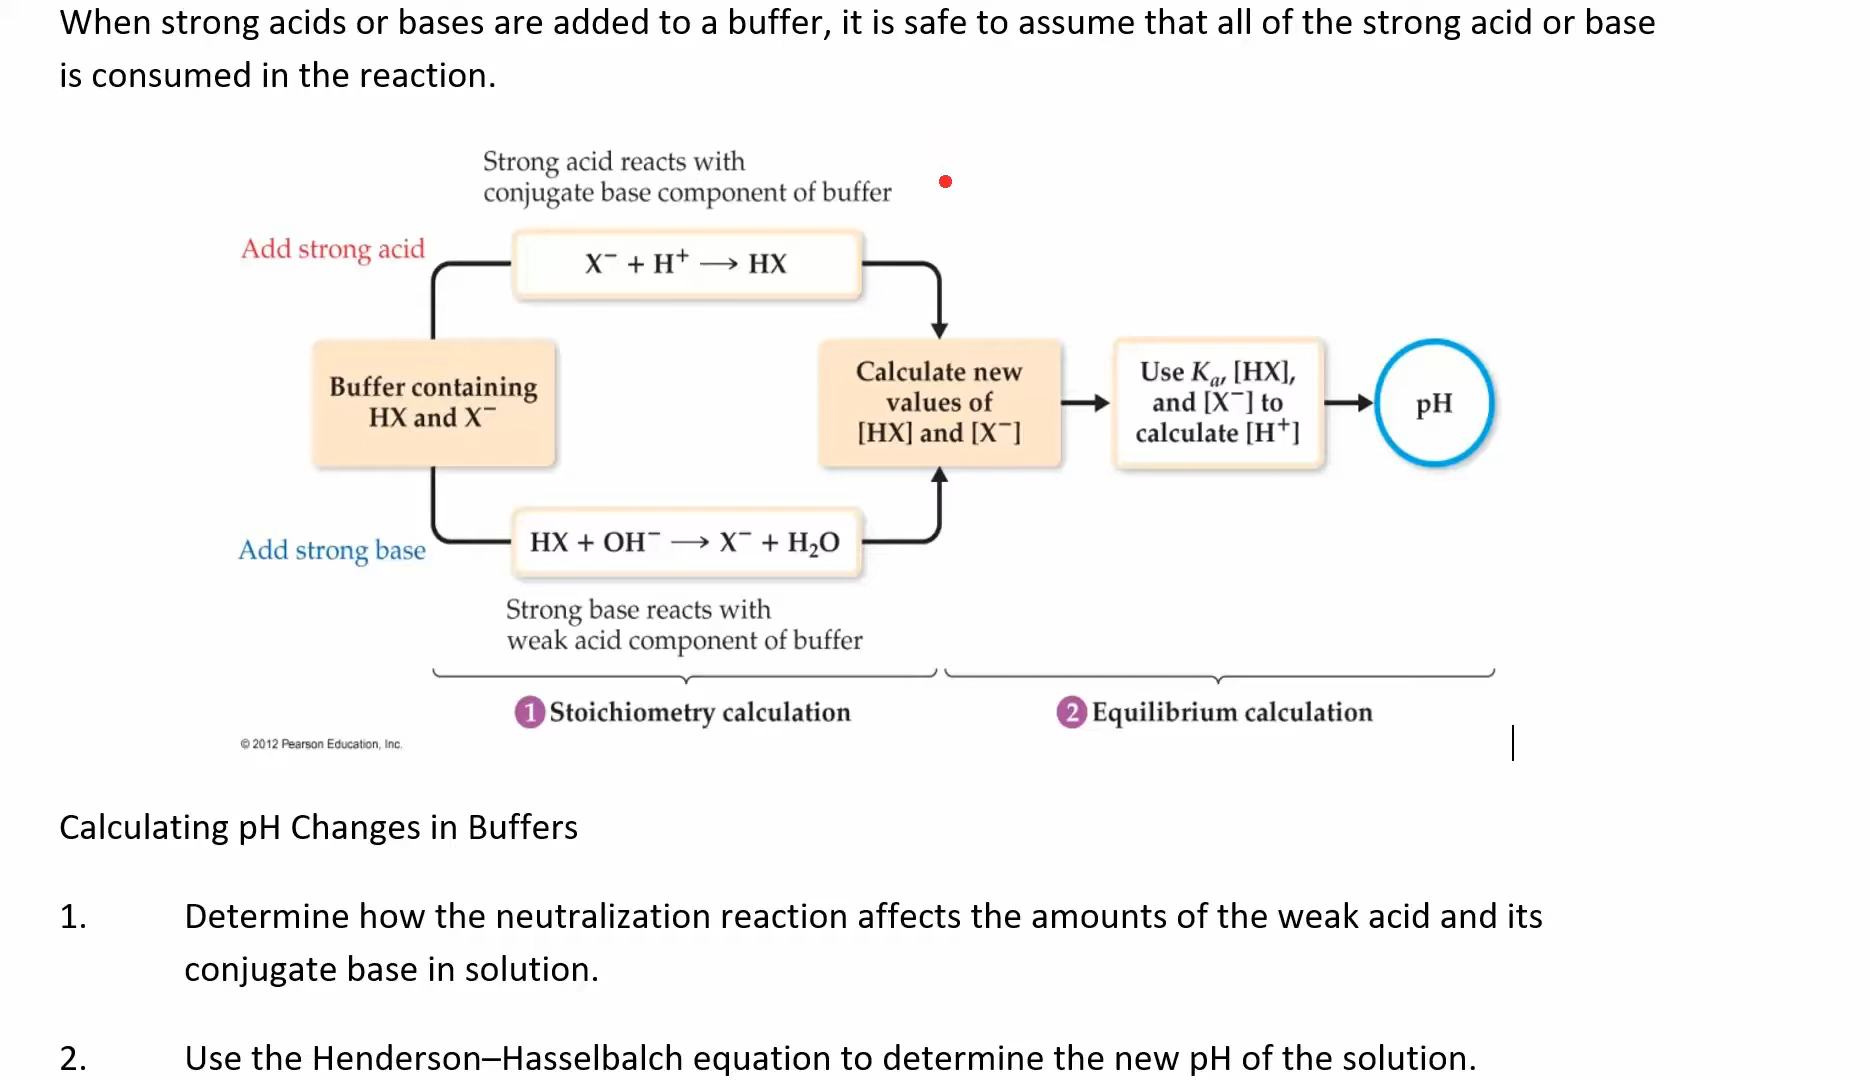 When strong acids or bases are added to a buffer, it is safe to assume that all of the strong acid or base
is consumed in the reaction.
Strong acid reacts with
conjugate base component of buffer
Add strong acid
X⁻ + H⁺ ⟶ HX
Buffer containing
HX and X⁻
Calculate new
values of
[HX] and [X⁻]
Use Kₐ, [HX],
and [X⁻] to
calculate [H⁺]
pH
Add strong base
HX + OH⁻ ⟶ X⁻ + H₂O
Strong base reacts with
weak acid component of buffer
1 Stoichiometry calculation
2 Equilibrium calculation
© 2012 Pearson Education, Inc.
Calculating pH Changes in Buffers
1. Determine how the neutralization reaction affects the amounts of the weak acid and its
conjugate base in solution.
2. Use the Henderson–Hasselbalch equation to determine the new pH of the solution.